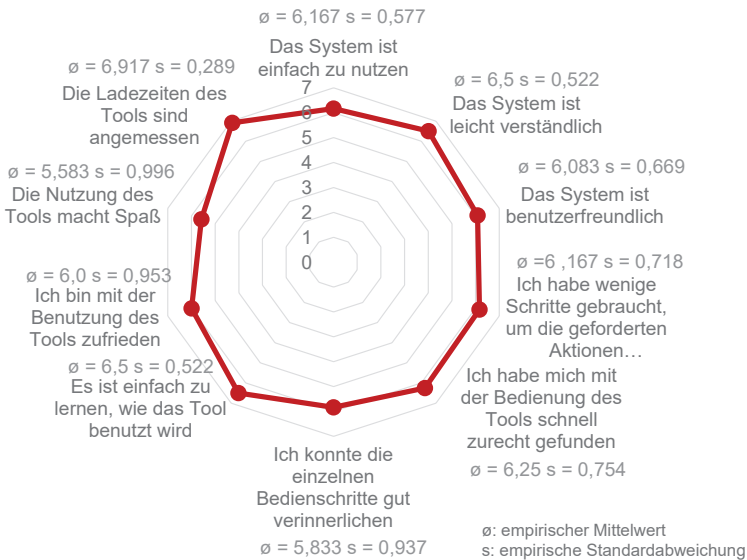 ø = 6,167 s = 0,577
Das System ist
einfach zu nutzen
ø = 6,917 s = 0,289
Die Ladezeiten des
Tools sind
angemessen
ø = 6,5 s = 0,522
Das System ist
leicht verständlich
7
6
5
4
3
2
1
0
ø = 5,583 s = 0,996
Die Nutzung des
Tools macht Spaß
ø = 6,083 s = 0,669
Das System ist
benutzerfreundlich
ø = 6,0 s = 0,953
Ich bin mit der
Benutzung des
Tools zufrieden
ø =6 ,167 s = 0,718
Ich habe wenige
Schritte gebraucht,
um die geforderten
Aktionen…
ø = 6,5 s = 0,522
Es ist einfach zu
lernen, wie das Tool
benutzt wird
Ich habe mich mit
der Bedienung des
Tools schnell
zurecht gefunden
ø = 6,25 s = 0,754
Ich konnte die
einzelnen
Bedienschritte gut
verinnerlichen
ø = 5,833 s = 0,937
ø: empirischer Mittelwert
s: empirische Standardabweichung